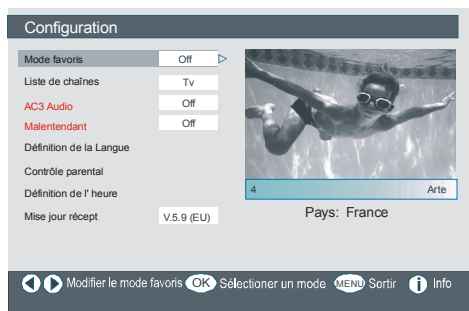 Configuration
Mode favoris Off
Liste de chaînes Tv
AC3 Audio Off
Malentendant Off
Définition de la Langue
Contrôle parental
Définition de l' heure
Mise jour récept V.5.9 (EU)
4 Arte
Pays: France
Modifier le mode favoris OK Sélectioner un mode MENU Sortir i Info